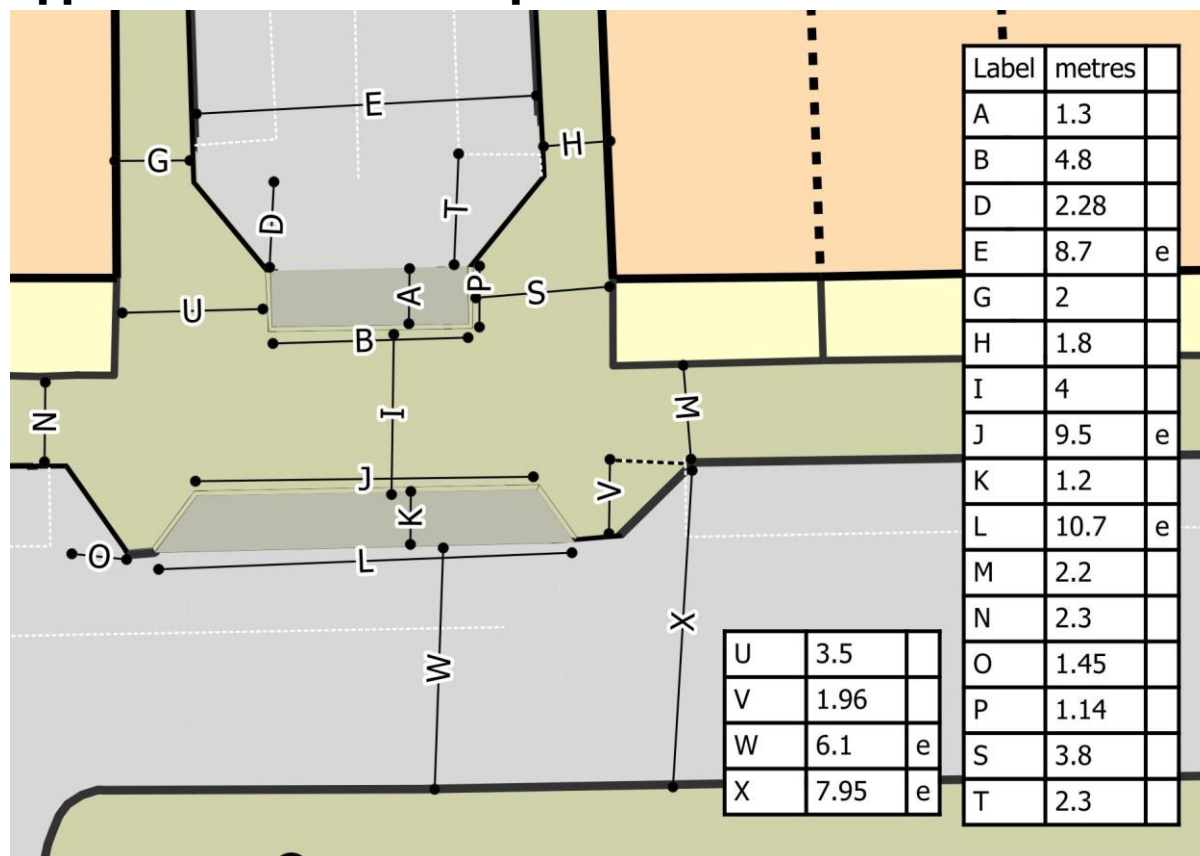 E
G
H
D
T
A
P
S
U
B
N
I
M
J
K
V
O
L
X
W
Label metres
A 1.3
B 4.8
D 2.28
E 8.7 e
G 2
H 1.8
I 4
J 9.5 e
K 1.2
L 10.7 e
M 2.2
N 2.3
O 1.45
P 1.14
S 3.8
T 2.3
U 3.5
V 1.96
W 6.1 e
X 7.95 e